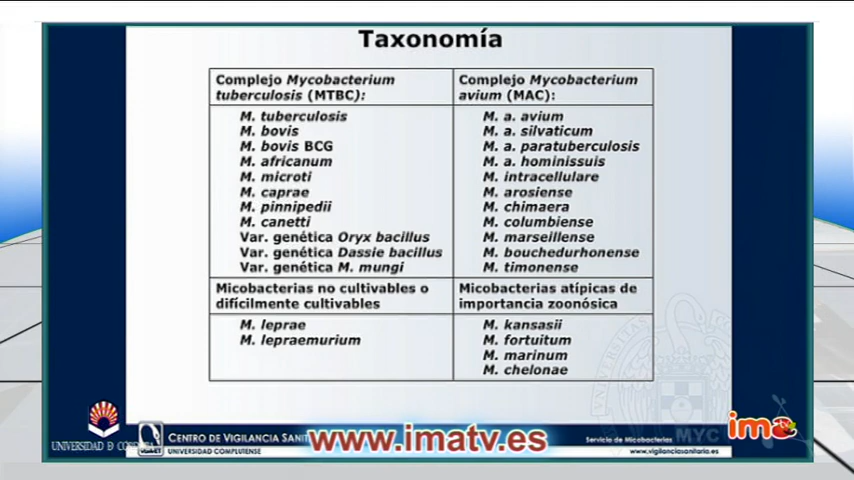 Taxonomía
Complejo Mycobacterium
tuberculosis (MTBC):
M. tuberculosis
M. bovis
M. bovis BCG
M. africanum
M. microti
M. caprae
M. pinnipedii
M. canetti
Var. genética Oryx bacillus
Var. genética Dassie bacillus
Var. genética M. mungi
Complejo Mycobacterium
avium (MAC):
M. a. avium
M. a. silvaticum
M. a. paratuberculosis
M. a. hominissuis
M. intracellulare
M. arosiense
M. chimaera
M. columbiense
M. marseillense
M. bouchedurhonense
M. timonense
Micobacterias no cultivables o
difícilmente cultivables
M. leprae
M. lepraemurium
Micobacterias atípicas de
importancia zoonósica
M. kansasii
M. fortuitum
M. marinum
M. chelonae
UNIVERSIDAD D
VISAVET
CENTRO DE VIGILANCIA
UNIVERSIDAD COMPLUTENSE
www.imatv.es
Servicio de Micobacterias
MYC
www.vigilanciasanitaria.es
ima